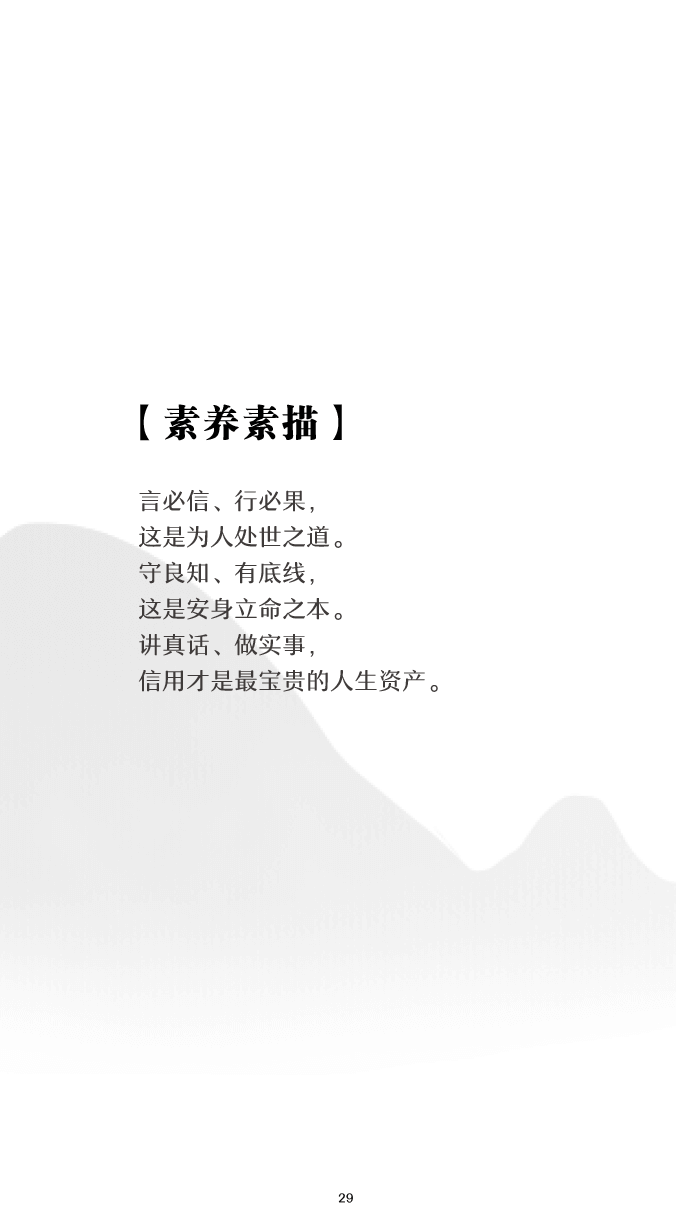 【素养素描】
言必信、行必果，
这是为人处世之道。
守良知、有底线，
这是安身立命之本。
讲真话、做实事，
信用才是最宝贵的人生资产。
29